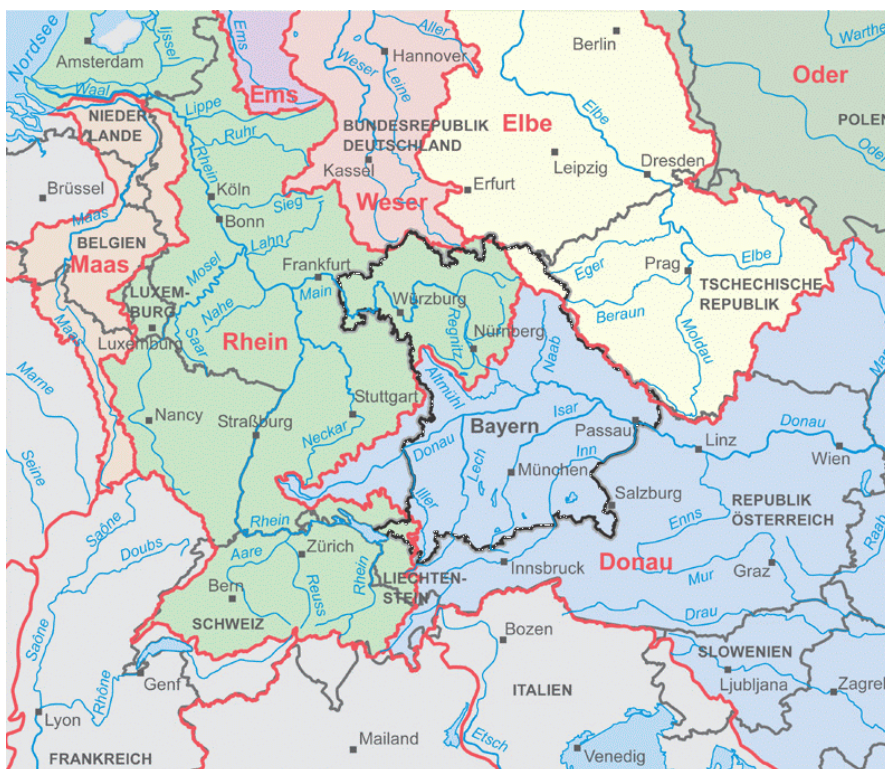 Nordsee
Amsterdam
Ijssel
Ems
Aller
Hannover
Weser
Leine
Berlin
Warthe
Oder
Waal
Lippe
Ems
NIEDER
LANDE
Ruhr
BUNDESREPUBLIK
DEUTSCHLAND
Elbe
Elbe
POLEN
Oder
Rhein
Kassel
Leipzig
Dresden
Brüssel
Köln
Sieg
Weser
Erfurt
Bonn
Maas
BELGIEN
Lahn
Maas
Mosel
Frankfurt
Eger
Prag
Elbe
TSCHECHISCHE
REPUBLIK
LUXEM-
BURG
Nahe
Main
Würzburg
Beraun
Maas
Luxemburg
Saar
Rhein
Regnitz
Nürnberg
Naab
Moldau
Marne
Altmühl
Stuttgart
Nancy
Straßburg
Neckar
Donau
Bayern
Isar
Passau
Linz
Donau
Wien
Seine
Lech
München
Inn
Iller
Salzburg
REPUBLIK
ÖSTERREICH
Enns
Raab
Saône
Doubs
Rhein
Aare
Zürich
Rhein
Innsbruck
Donau
LIECHTEN-
STEIN
Mur
Graz
Bern
Reuss
SCHWEIZ
Drau
Saône
Bozen
SLOWENIEN
Rhône
Genf
ITALIEN
Ljubljana
Zagreb
Lyon
Etsch
Mailand
Venedig
FRANKREICH